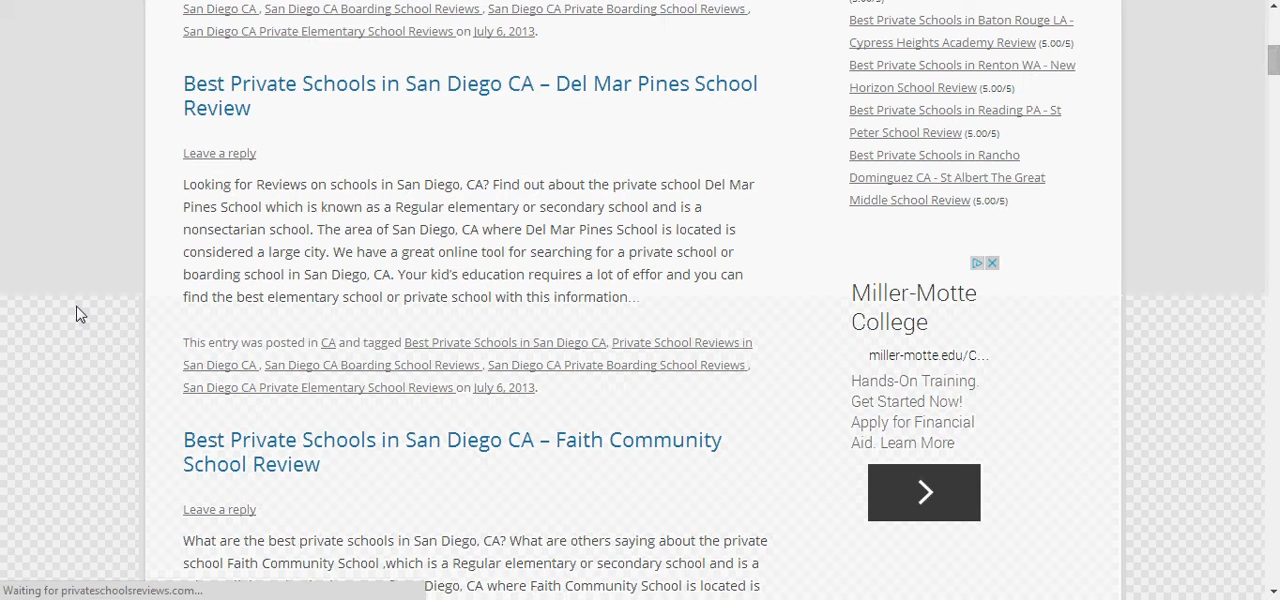 San Diego CA , San Diego CA Boarding School Reviews , San Diego CA Private Boarding School Reviews ,
San Diego CA Private Elementary School Reviews on July 6, 2013.
Best Private Schools in San Diego CA – Del Mar Pines School
Review
Leave a reply
Looking for Reviews on schools in San Diego, CA? Find out about the private school Del Mar
Pines School which is known as a Regular elementary or secondary school and is a
nonsectarian school. The area of San Diego, CA where Del Mar Pines School is located is
considered a large city. We have a great online tool for searching for a private school or
boarding school in San Diego, CA. Your kid's education requires a lot of effor and you can
find the best elementary school or private school with this information…
This entry was posted in CA and tagged Best Private Schools in San Diego CA, Private School Reviews in
San Diego CA , San Diego CA Boarding School Reviews , San Diego CA Private Boarding School Reviews ,
San Diego CA Private Elementary School Reviews on July 6, 2013.
Best Private Schools in San Diego CA – Faith Community
School Review
Leave a reply
What are the best private schools in San Diego, CA? What are others saying about the private
school Faith Community School ,which is a Regular elementary or secondary school and is a
Diego, CA where Faith Community School is located is
(5.00/5)
Best Private Schools in Baton Rouge LA -
Cypress Heights Academy Review (5.00/5)
Best Private Schools in Renton WA - New
Horizon School Review (5.00/5)
Best Private Schools in Reading PA - St
Peter School Review (5.00/5)
Best Private Schools in Rancho
Dominguez CA - St Albert The Great
Middle School Review (5.00/5)
Miller-Motte
College
miller-motte.edu/C...
Hands-On Training.
Get Started Now!
Apply for Financial
Aid. Learn More
Waiting for privateschoolsreviews.com...